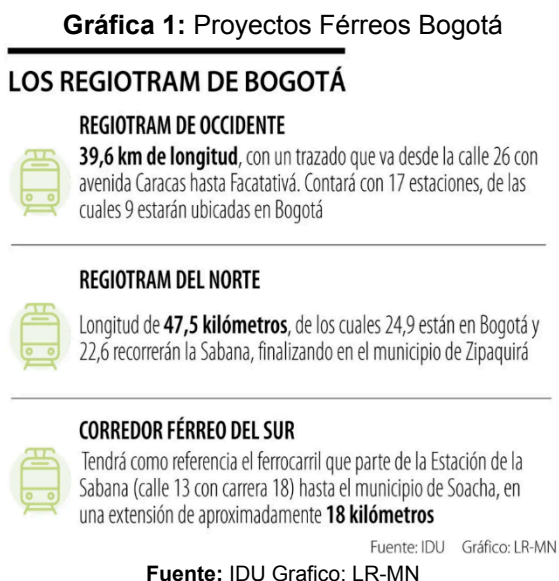 Gráfica 1: Proyectos Férreos Bogotá
LOS REGIOTRAM DE BOGOTÁ
REGIOTRAM DE OCCIDENTE
39,6 km de longitud, con un trazado que va desde la calle 26 con
avenida Caracas hasta Facatativá. Contará con 17 estaciones, de las
cuales 9 estarán ubicadas en Bogotá
REGIOTRAM DEL NORTE
Longitud de 47,5 kilómetros, de los cuales 24,9 están en Bogotá y
22,6 recorrerán la Sabana, finalizando en el municipio de Zipaquirá
CORREDOR FÉRREO DEL SUR
Tendrá como referencia el ferrocarril que parte de la Estación de la
Sabana (calle 13 con carrera 18) hasta el municipio de Soacha, en
una extensión de aproximadamente 18 kilómetros
Fuente: IDU Gráfico: LR-MN
Fuente: IDU Grafico: LR-MN